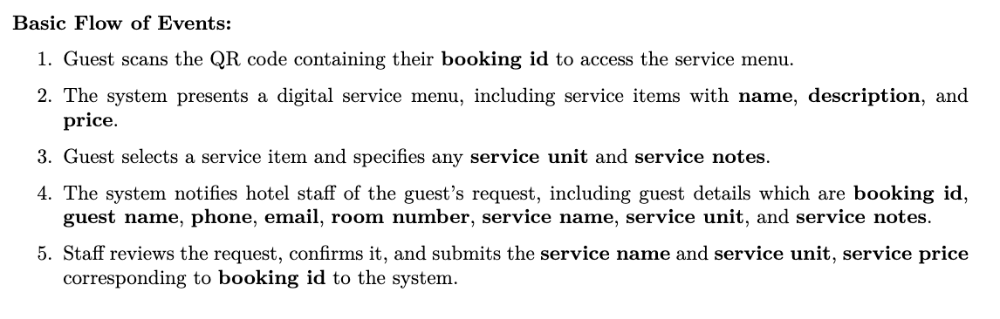 Basic Flow of Events:
1. Guest scans the QR code containing their booking id to access the service menu.
2. The system presents a digital service menu, including service items with name, description, and
price.
3. Guest selects a service item and specifies any service unit and service notes.
4. The system notifies hotel staff of the guest's request, including guest details which are booking id,
guest name, phone, email, room number, service name, service unit, and service notes.
5. Staff reviews the request, confirms it, and submits the service name and service unit, service price
corresponding to booking id to the system.